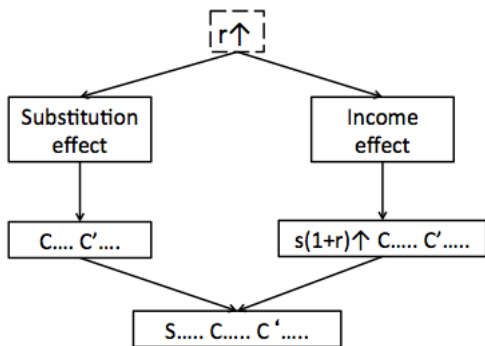 r↑
Substitution
effect
Income
effect
C.... C'....
s(1+r)↑ C..... C'.....
S..... C..... C '.....